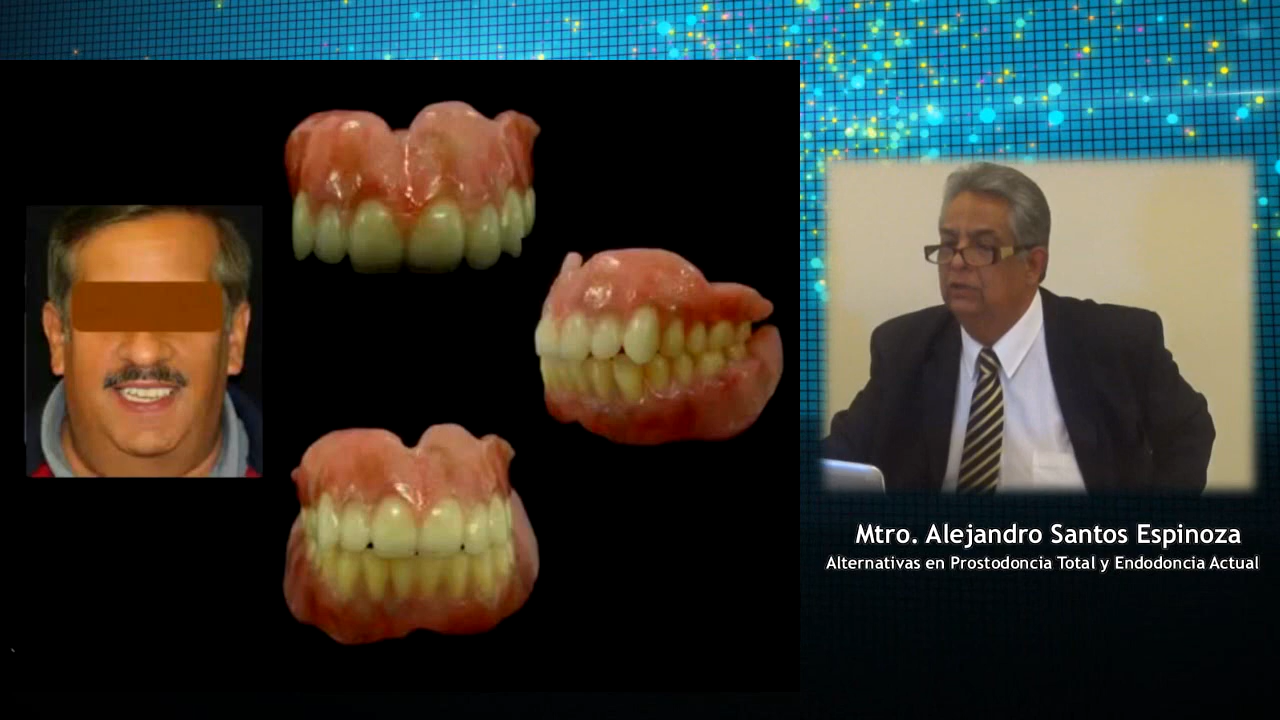 Mtro. Alejandro Santos Espinoza
Alternativas en Prostodoncia Total y Endodoncia Actual